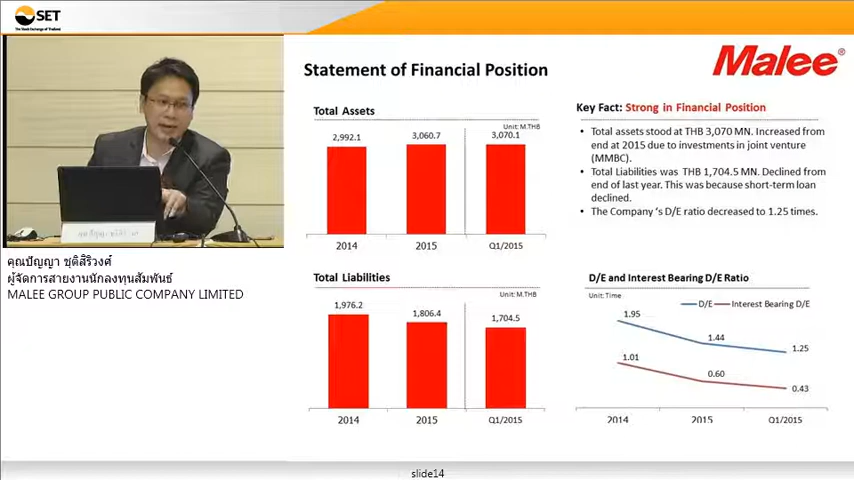 SET
The Stock Exchange of Thailand
Malee®
Statement of Financial Position
Total Assets
Unit: M.THB
2,992.1
3,060.7
3,070.1
2014
2015
Q1/2015
Key Fact: Strong in Financial Position
• Total assets stood at THB 3,070 MN. Increased from
end at 2015 due to investments in joint venture
(MMBC).
• Total Liabilities was THB 1,704.5 MN. Declined from
end of last year. This was because short-term loan
declined.
• The Company 's D/E ratio decreased to 1.25 times.
คุณปัญญา ชุติสิริวงศ์
ผู้จัดการสายงานนักลงทุนสัมพันธ์
MALEE GROUP PUBLIC COMPANY LIMITED
Total Liabilities
Unit: M.THB
1,976.2
1,806.4
1,704.5
2014
2015
Q1/2015
D/E and Interest Bearing D/E Ratio
Unit: Time
D/E
Interest Bearing D/E
1.95
1.44
1.25
1.01
0.60
0.43
2014
2015
Q1/2015
slide14